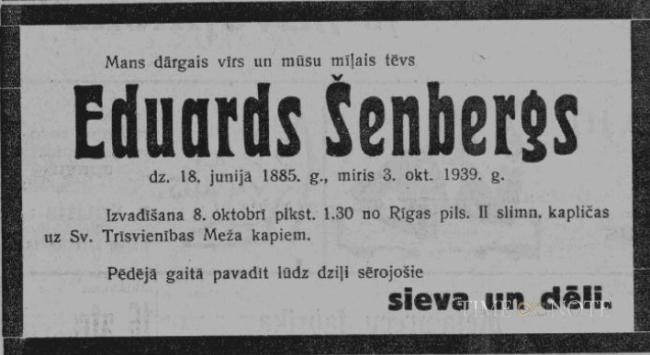 Mans dārgais vīrs un mūsu mīļais tēvs
Eduards Šenbergs
dz. 18. junijā 1885. g., miris 3. okt. 1939. g.
Izvadīšana 8. oktobrī plkst. 1.30 no Rīgas pils. II slimn. kapličas
uz Sv. Trīsvienības Meža kapiem.
Pēdējā gaitā pavadīt lūdz dziļi sērojošie
sieva un dēli.
TIMENOTE